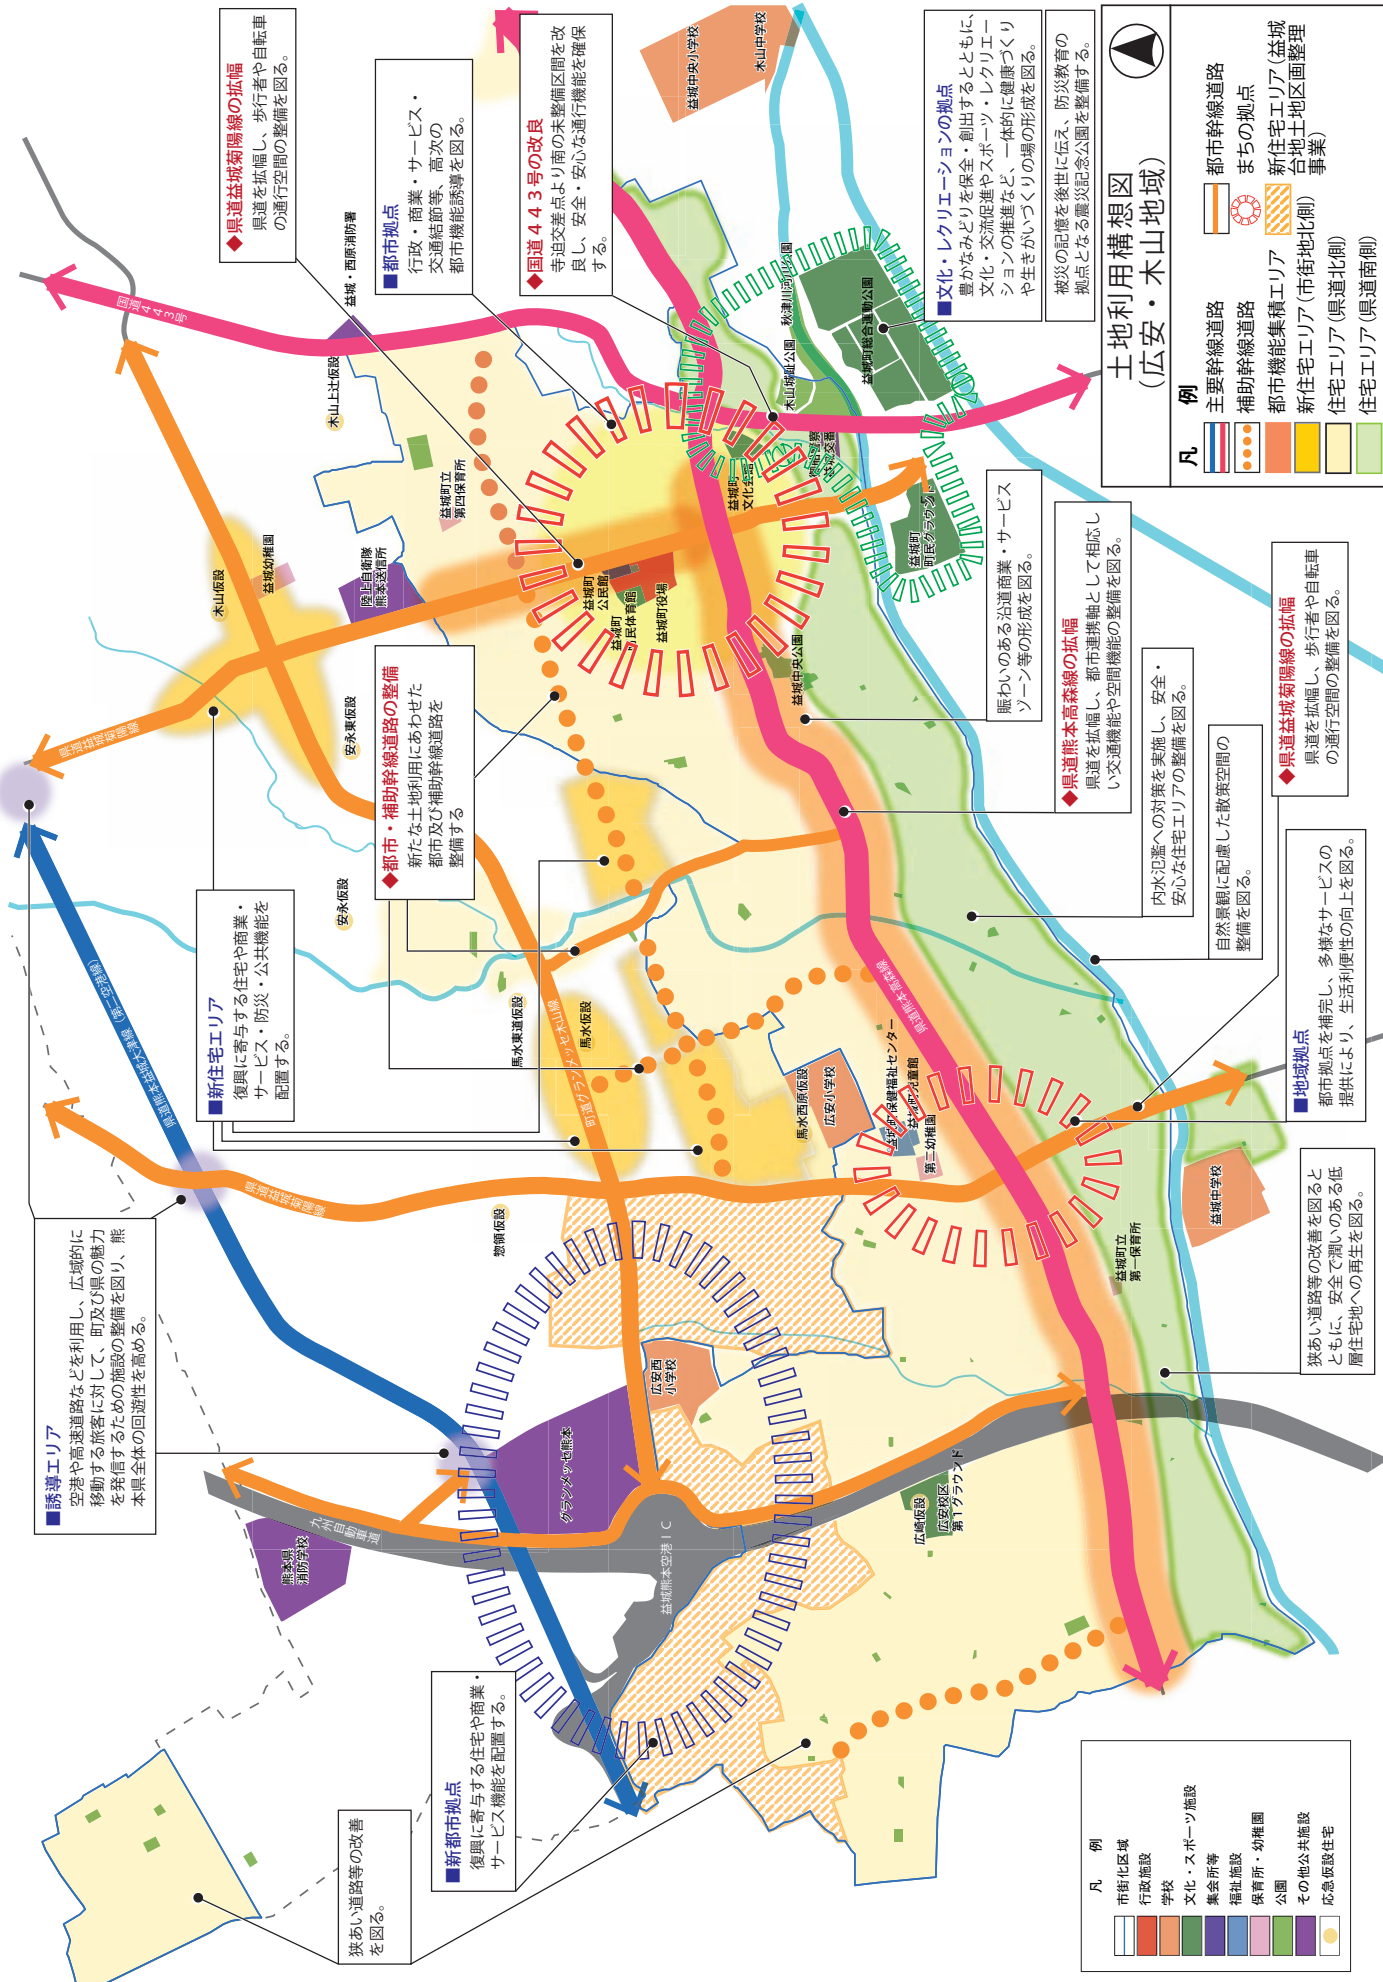 土地利用構想図
（広安・木山地域）
凡　例
主要幹線道路
補助幹線道路
都市機能集積エリア
新住宅エリア（市街地北側）
住宅エリア（県道北側）
住宅エリア（県道南側）
都市幹線道路
まちの拠点
新住宅エリア（益城
台地土地区画整理
事業）
■誘導エリア
空港や高速道路などを利用し、広域的に
移動する旅客に対して、町及び県の魅力
を発信するための施設の整備を図り、熊
本県全体の回遊性を高める。
■新住宅エリア
復興に寄与する住宅や商業・
サービス・防災・公共機能を
配置する。
◆都市・補助幹線道路の整備
新たな土地利用にあわせた
都市及び補助幹線道路を
整備する
◆県道益城菊陽線の拡幅
県道を拡幅し、歩行者や自転車
の通行空間の整備を図る。
■都市拠点
行政・商業・サービス・
交通結節等、高次の
都市機能誘導を図る。
◆国道４４３号の改良
寺迫交差点より南の未整備区間を改
良し、安全・安心な通行機能を確保
する。
■文化・レクリエーションの拠点
豊かなみどりを保全・創出するとともに、
文化・交流促進やスポーツ・レクリエー
ションの推進など、一体的に健康づくり
や生きがいづくりの場の形成を図る。
被災の記憶を後世に伝え、防災教育の
拠点となる震災記念公園を整備する。
賑わいのある沿道商業・サービス
ゾーン等の形成を図る。
◆県道熊本高森線の拡幅
県道を拡幅し、都市連携軸として相応し
い交通機能や空間機能の整備を図る。
内水氾濫への対策を実施し、安全・
安心な住宅エリアの整備を図る。
自然景観に配慮した散策空間の
整備を図る。
◆県道益城菊陽線の拡幅
県道を拡幅し、歩行者や自転車
の通行空間の整備を図る。
■地域拠点
都市拠点を補完し、多様なサービスの
提供により、生活利便性の向上を図る。
狭あい道路等の改善を図ると
ともに、安全で潤いのある低
層住宅地への再生を図る。
■新都市拠点
復興に寄与する住宅や商業・
サービス機能を配置する。
狭あい道路等の改善
を図る。
国道４４３号
県道益城菊陽線
県道熊本益城大津線（第二空港線）
県道益城菊陽線
町道グランメッセ木山線
県道熊本高森線
九州自動車道
益城熊本空港ＩＣ
益城・西原消防署
木山上辻仮設
益城町立
第四保育所
益城幼稚園
木山仮設
陸上自衛隊
熊本送信所
安永東仮設
安永仮設
馬水東道仮設
馬水仮設
惣領仮設
益城町
公民館
益城町役場
益城町
文化会館
益城中央公園
益城中央小学校
木山中学校
秋津川河川公園
木山城址公園
益城町総合運動公園
益城町
町民グラウンド
馬水西原仮設
広安小学校
益城町保健福祉センター
益城町児童館
第二幼稚園
益城中学校
益城町立
第一保育所
広安西
小学校
グランメッセ熊本
熊本県
消防学校
広崎仮設
広安校区
第１グラウンド
凡　例
市街化区域
行政施設
学校
文化・スポーツ施設
集会所等
福祉施設
保育所・幼稚園
公園
その他公共施設
応急仮設住宅